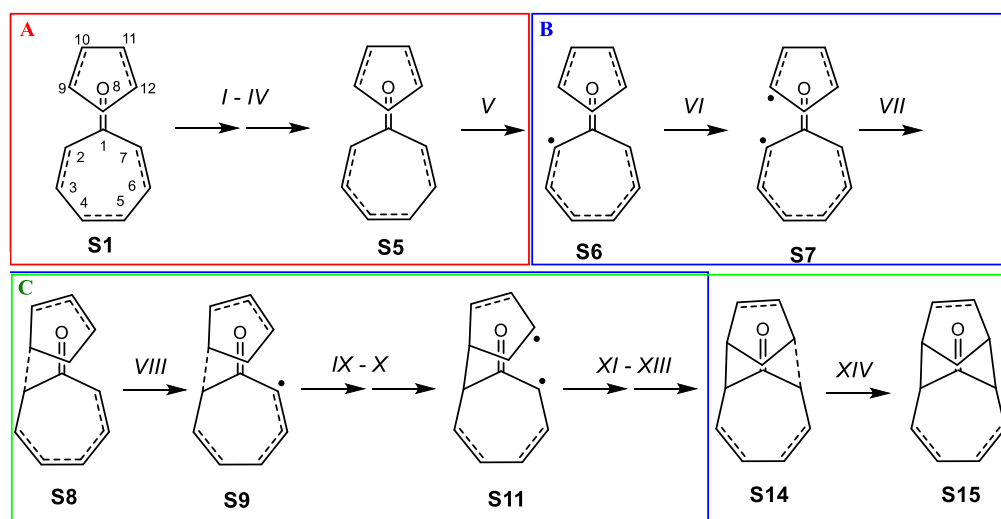 A
B
10
11
O
8
9
12
1
2
7
3
6
4
5
S1
I - IV
O
S5
V
O
S6
VI
O
S7
VII
C
O
S8
VIII
O
S9
IX - X
O
S11
XI - XIII
O
S14
XIV
O
S15